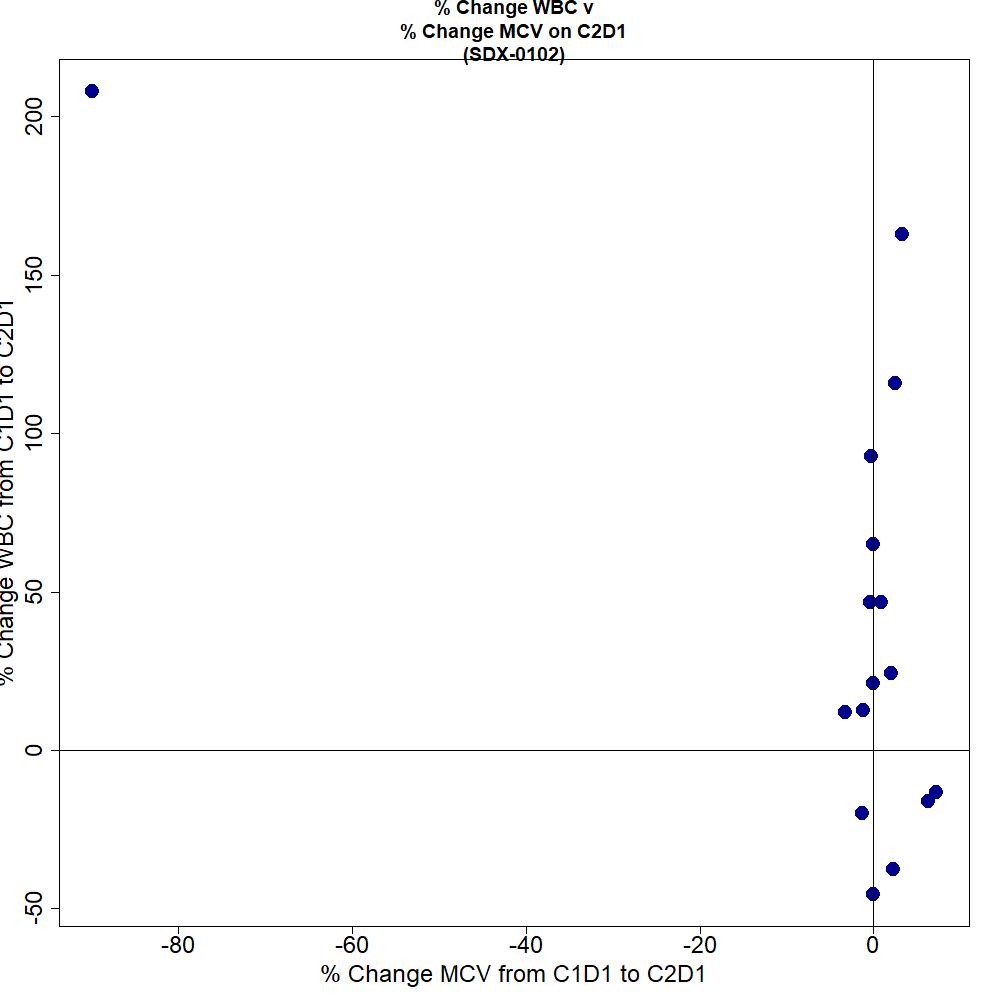 % Change WBC v
% Change MCV on C2D1
(SDX-0102)
% Change WBC from C1D1 to C2D1
200
150
100
50
0
-50
-80
-60
-40
-20
0
% Change MCV from C1D1 to C2D1